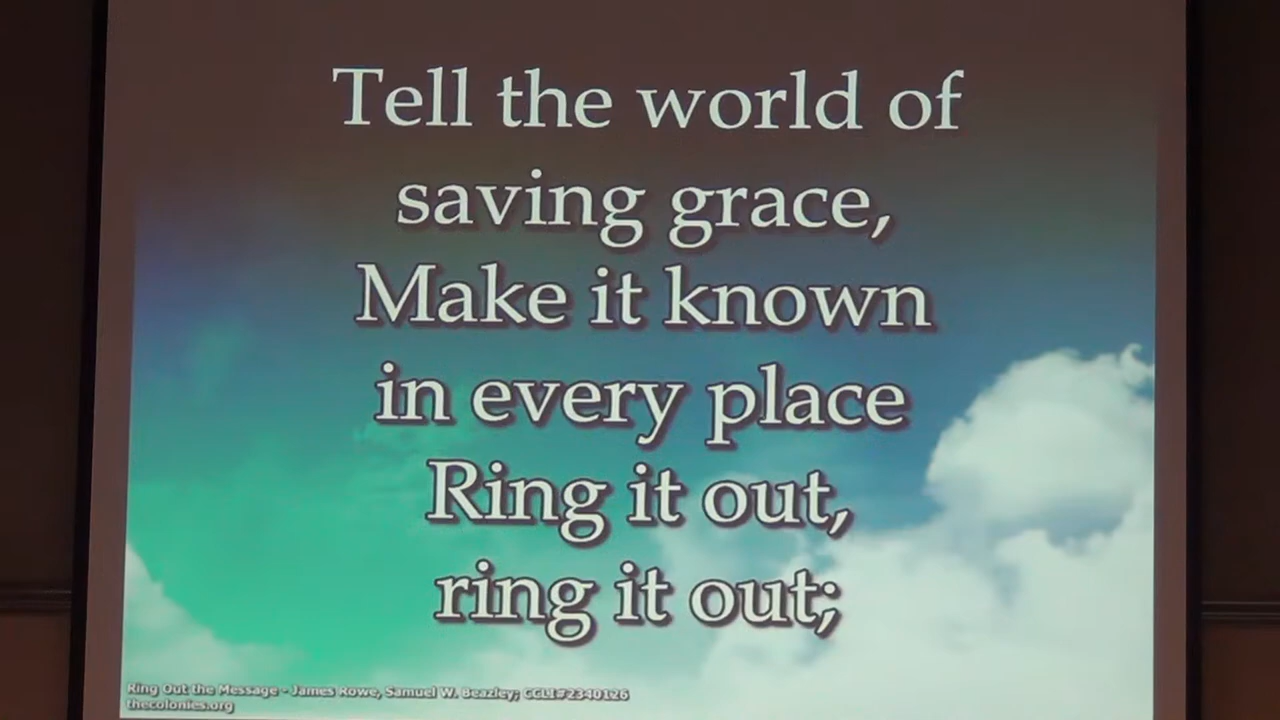 Tell the world of
saving grace,
Make it known
in every place
Ring it out,
ring it out;
Ring Out the Message - James Rowe, Samuel W. Beazley; CCLI#2340126
thecolonies.org